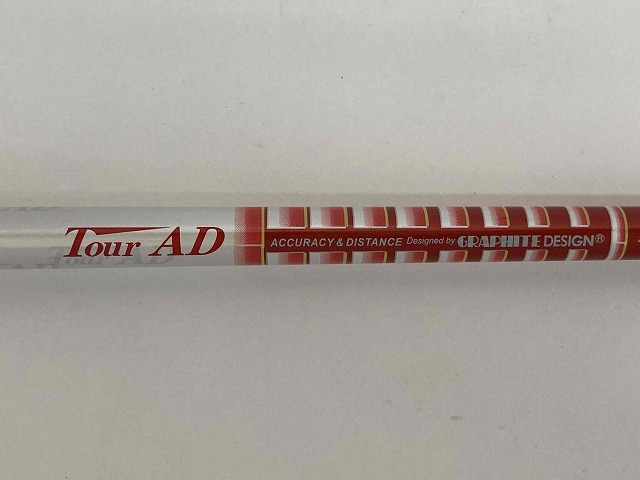 Tour AD ACCURACY & DISTANCE Designed by GRAPHITE DESIGN®